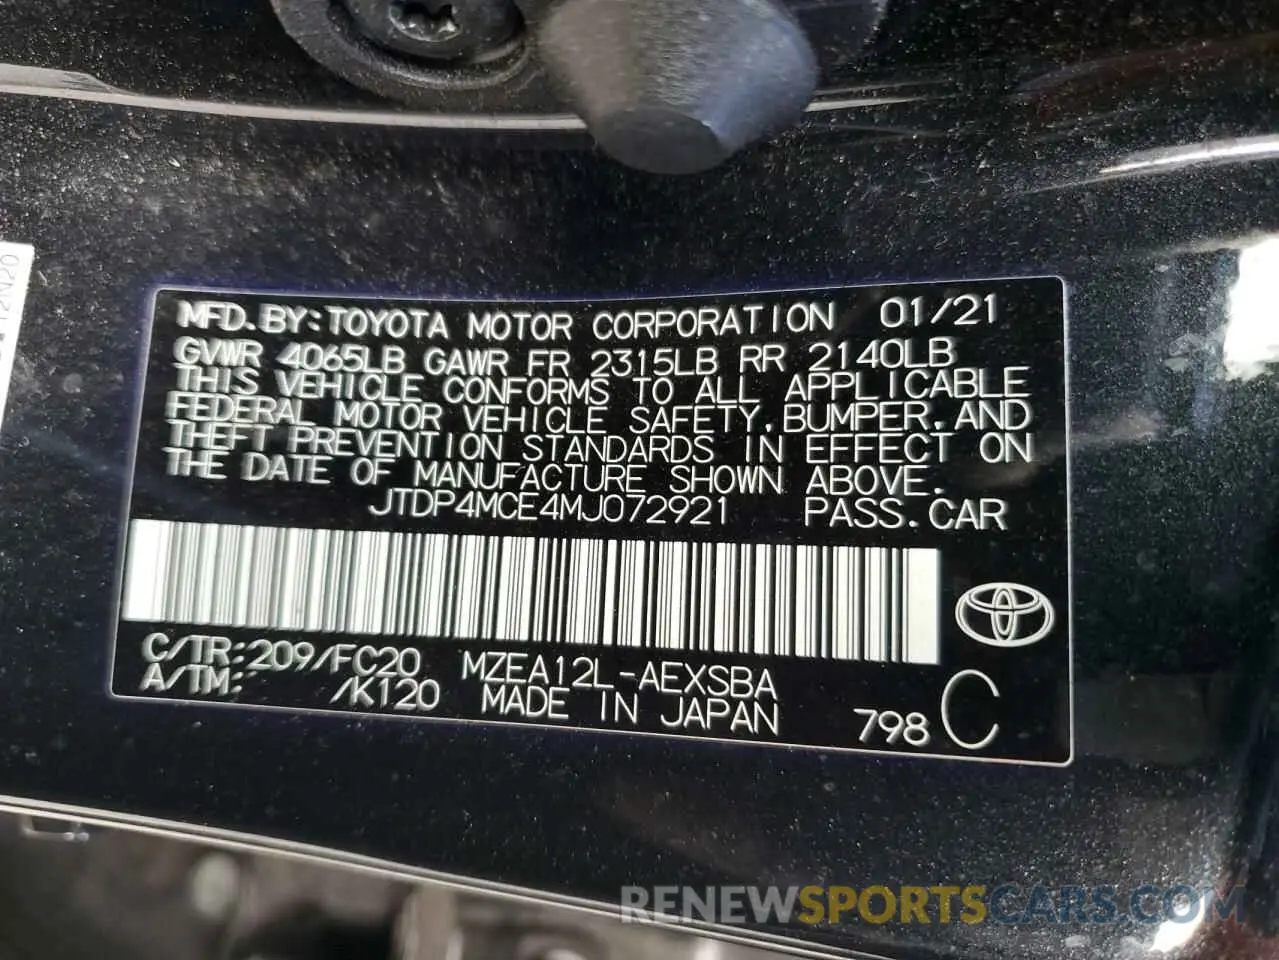 MFD.BY:TOYOTA MOTOR CORPORATION 01/21
GVWR 4065LB GAWR FR 2315LB RR 2140LB
THIS VEHICLE CONFORMS TO ALL APPLICABLE
FEDERAL MOTOR VEHICLE SAFETY,BUMPER,AND
THEFT PREVENTION STANDARDS IN EFFECT ON
THE DATE OF MANUFACTURE SHOWN ABOVE.
JTDP4MCE4MJ072921 PASS.CAR
C/TR:209/FC20 MZEA12L-AEXSBA
A/TM: /K120 MADE IN JAPAN 798 C
RENEWSPORTSCARS.COM